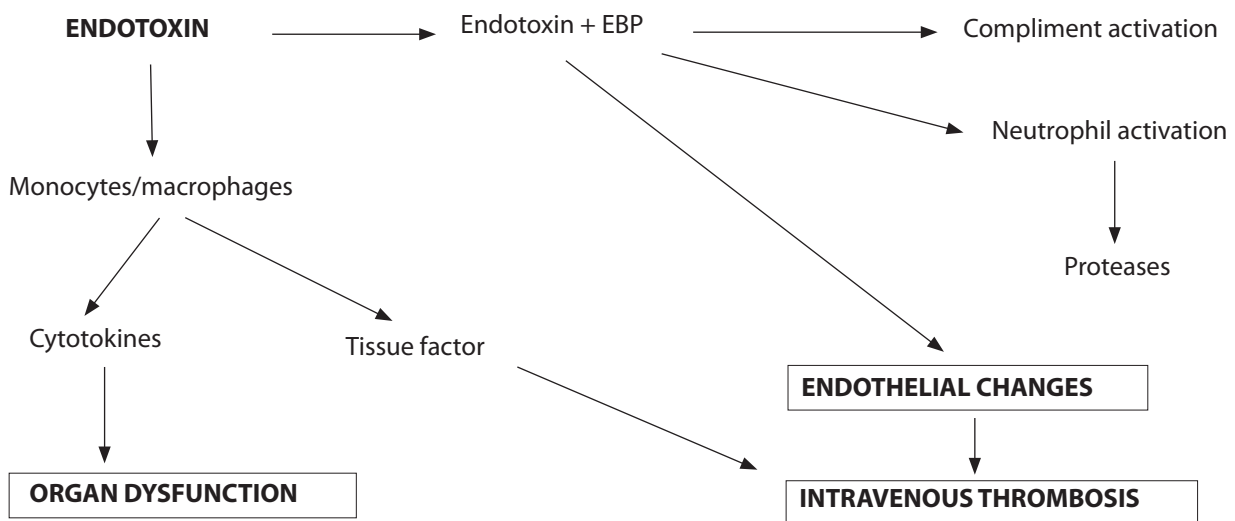 ENDOTOXIN
Endotoxin + EBP
Compliment activation
Neutrophil activation
Monocytes/macrophages
Proteases
Cytotokines
Tissue factor
ENDOTHELIAL CHANGES
ORGAN DYSFUNCTION
INTRAVENOUS THROMBOSIS